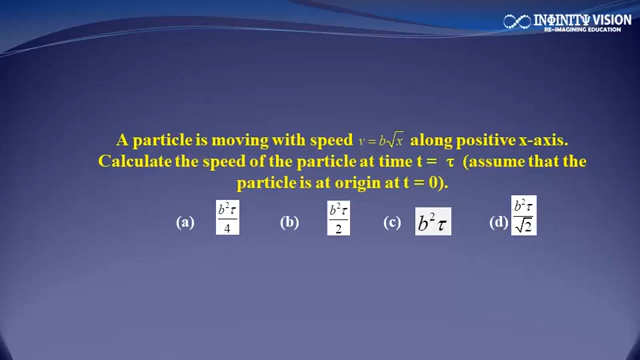 INFINITY VISION
RE-IMAGINING EDUCATION
A particle is moving with speed v = b√x along positive x-axis.
Calculate the speed of the particle at time t = τ (assume that the
particle is at origin at t = 0).
(a) b²τ/4 (b) b²τ/2 (c) b²τ (d) b²τ/√2